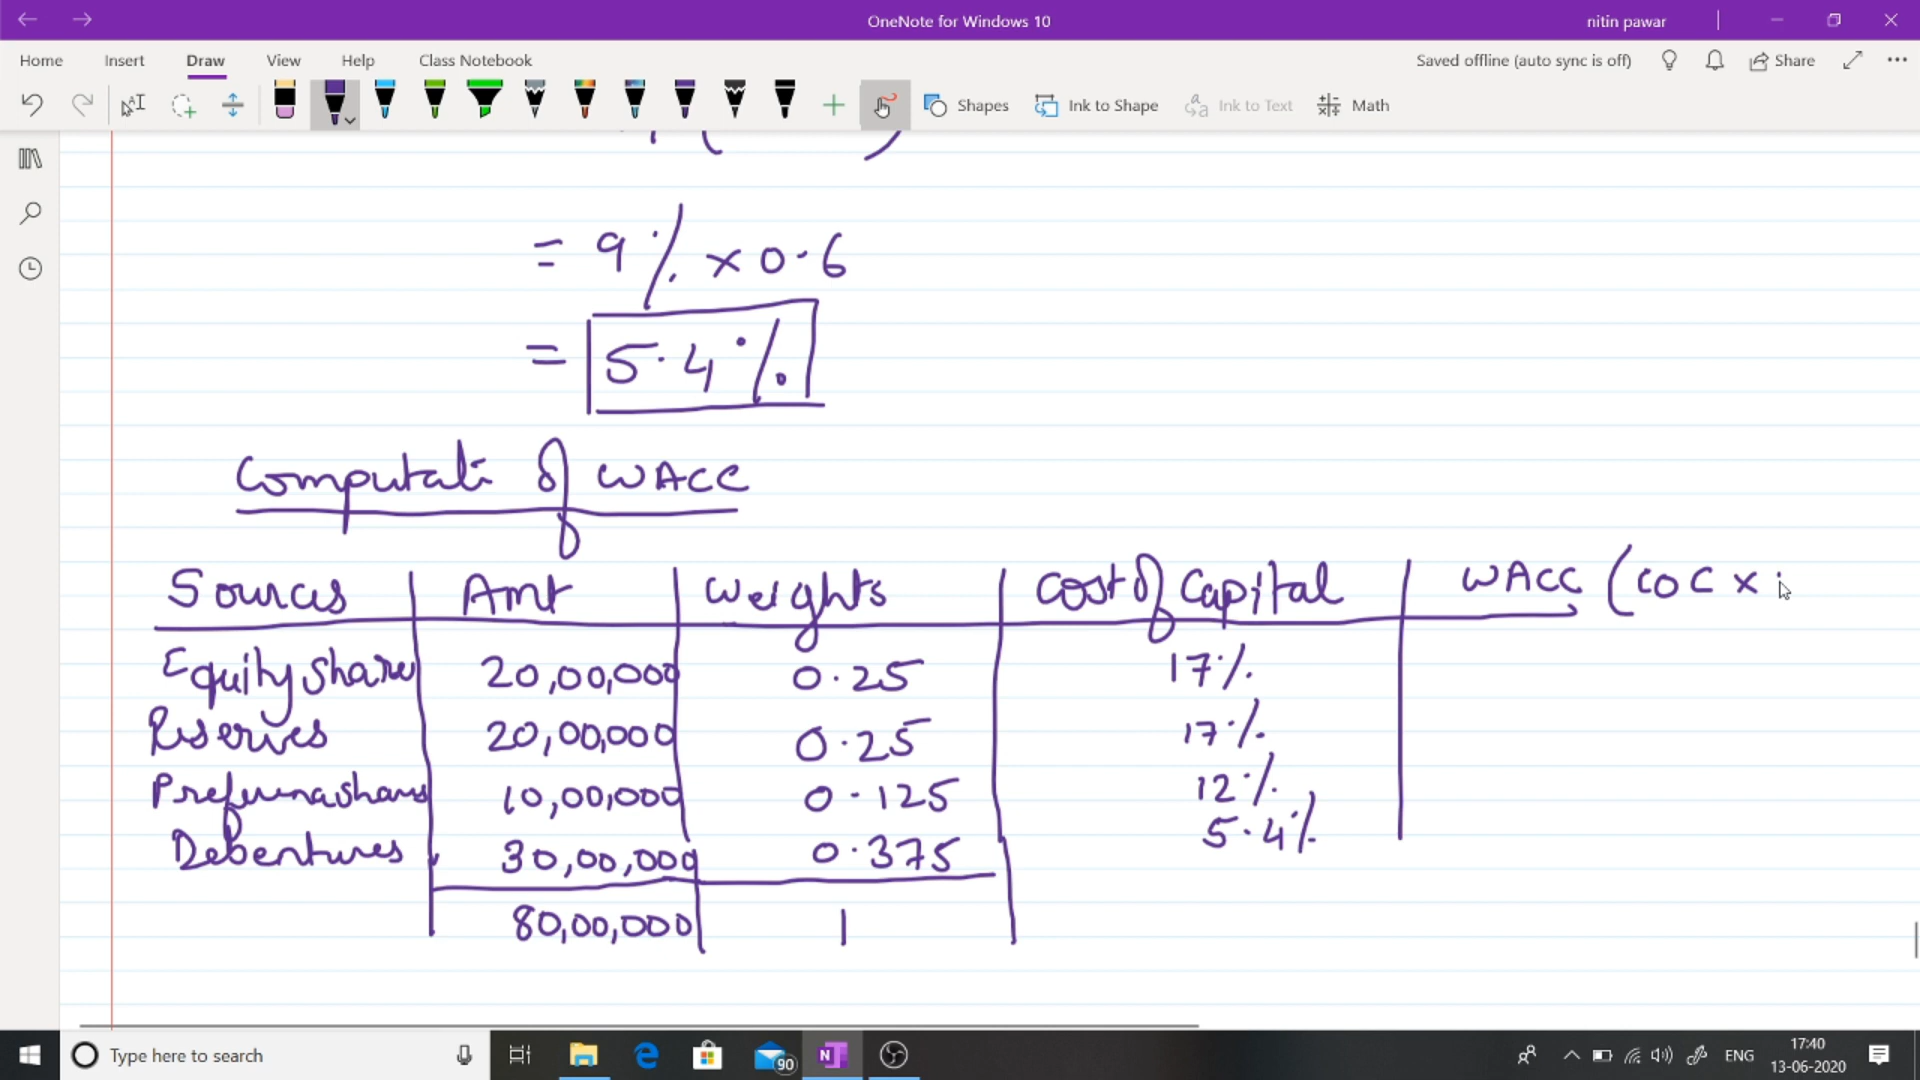 OneNote for Windows 10
nitin pawar
Home Insert Draw View Help Class Notebook
Saved offline (auto sync is off) Share
Shapes Ink to Shape Ink to Text Math
= 9% x 0.6
= 5.4%
Computati of WACC
Sources Amt Weights Cost of Capital WACC (COC x
Equity Shares 20,00,000 0.25 17%
Reserves 20,00,000 0.25 17%
Preference shares 10,00,000 0.125 12%
Debentures 30,00,000 0.375 5.4%
80,00,000 1
Type here to search
90
ENG
17:40
13-06-2020